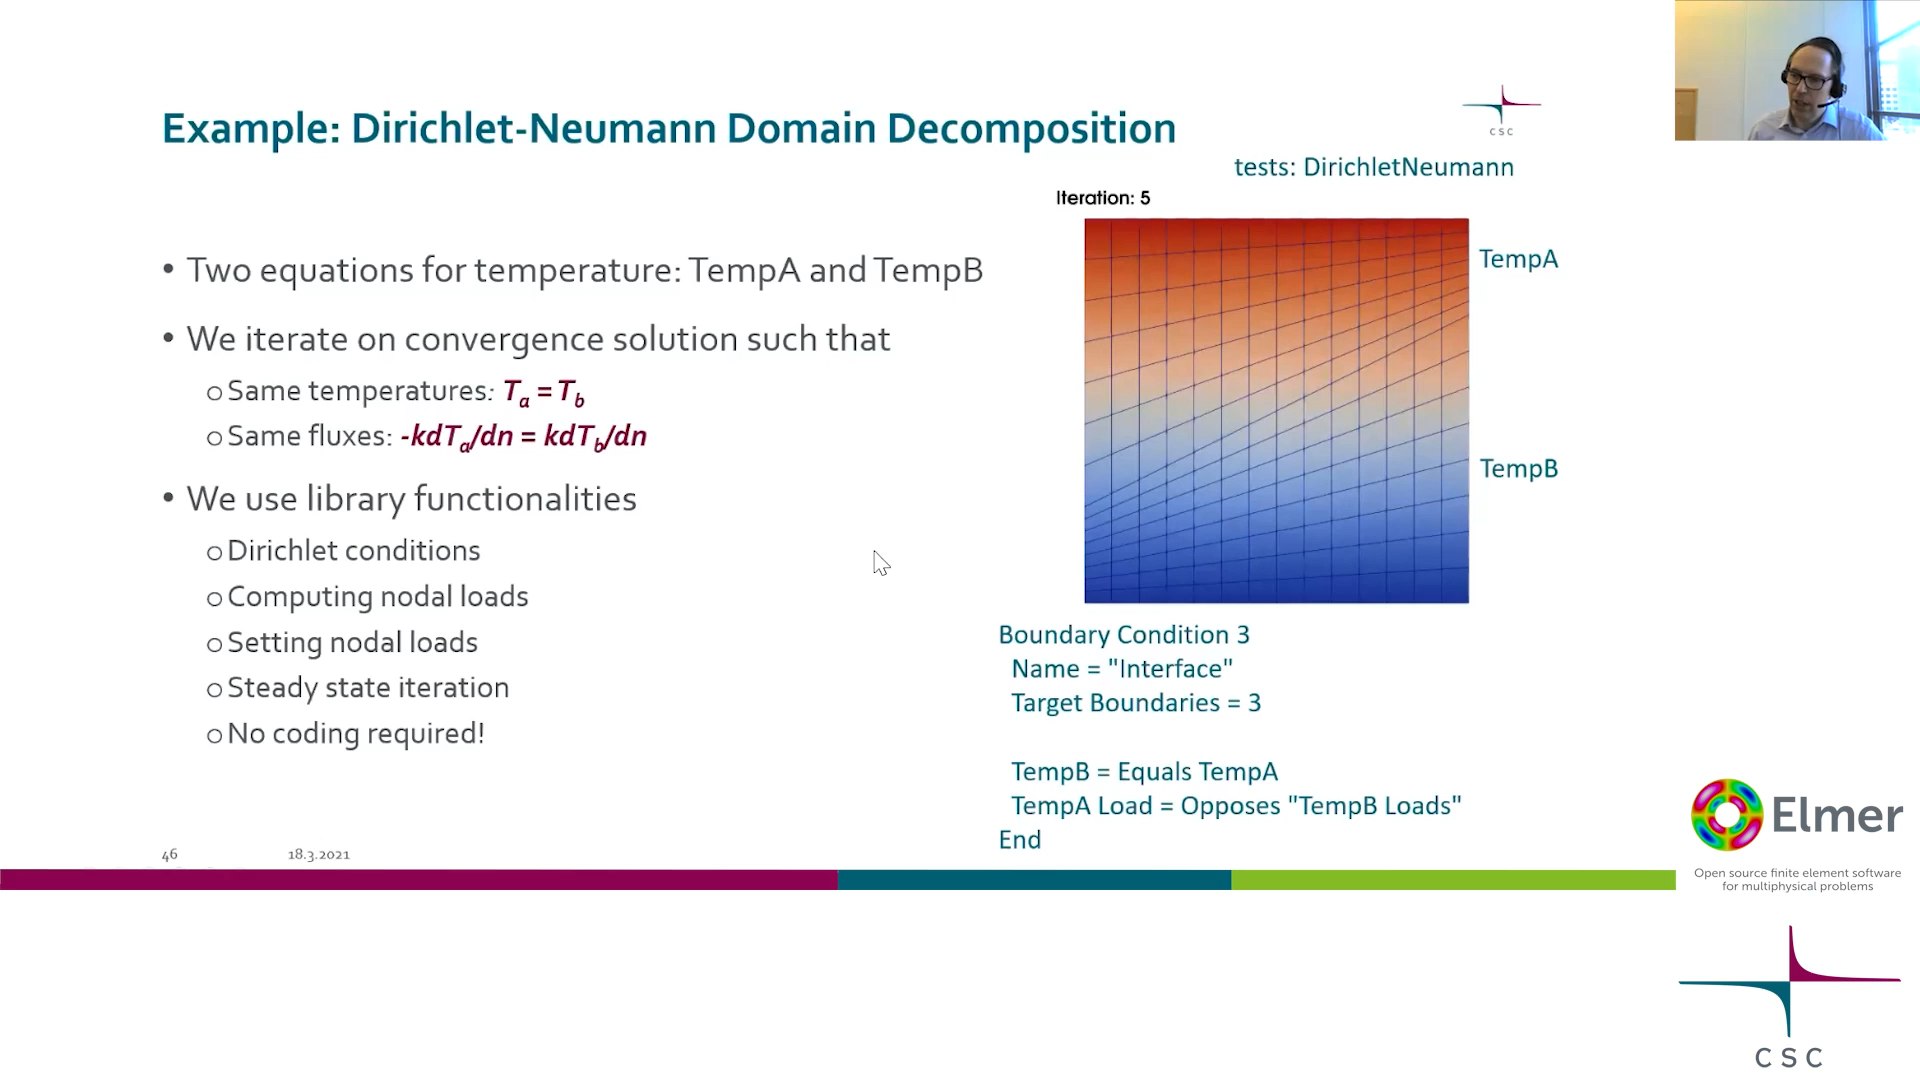 Example: Dirichlet-Neumann Domain Decomposition
CSC
tests: DirichletNeumann
Iteration: 5
• Two equations for temperature: TempA and TempB
• We iterate on convergence solution such that
○ Same temperatures: Ta = Tb
○ Same fluxes: -kdTa/dn = kdTb/dn
• We use library functionalities
○ Dirichlet conditions
○ Computing nodal loads
○ Setting nodal loads
○ Steady state iteration
○ No coding required!
TempA
TempB
Boundary Condition 3
Name = "Interface"
Target Boundaries = 3
TempB = Equals TempA
TempA Load = Opposes "TempB Loads"
End
46
18.3.2021
Elmer
Open source finite element software
for multiphysical problems
CSC